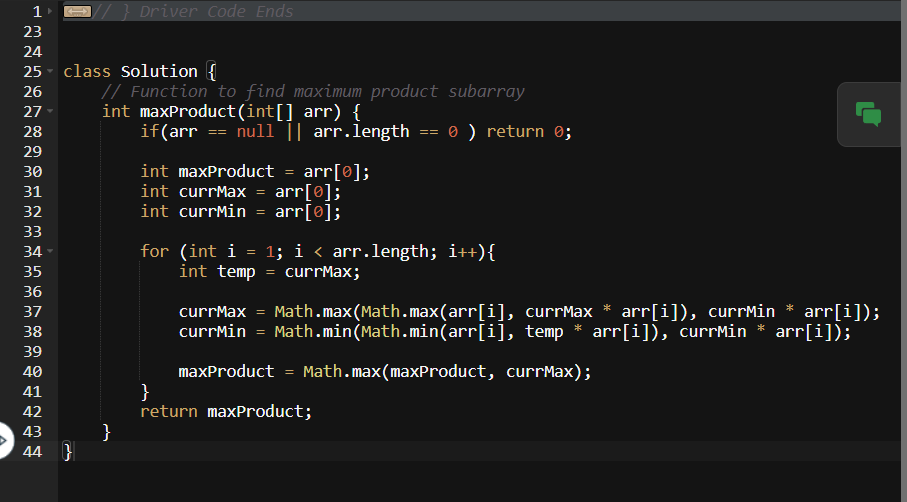 1 // } Driver Code Ends
23
24
25 class Solution {
26     // Function to find maximum product subarray
27     int maxProduct(int[] arr) {
28         if(arr == null || arr.length == 0 ) return 0;
29
30         int maxProduct = arr[0];
31         int currMax = arr[0];
32         int currMin = arr[0];
33
34         for (int i = 1; i < arr.length; i++){
35             int temp = currMax;
36
37             currMax = Math.max(Math.max(arr[i], currMax * arr[i]), currMin * arr[i]);
38             currMin = Math.min(Math.min(arr[i], temp * arr[i]), currMin * arr[i]);
39
40             maxProduct = Math.max(maxProduct, currMax);
41         }
42         return maxProduct;
43     }
44 }